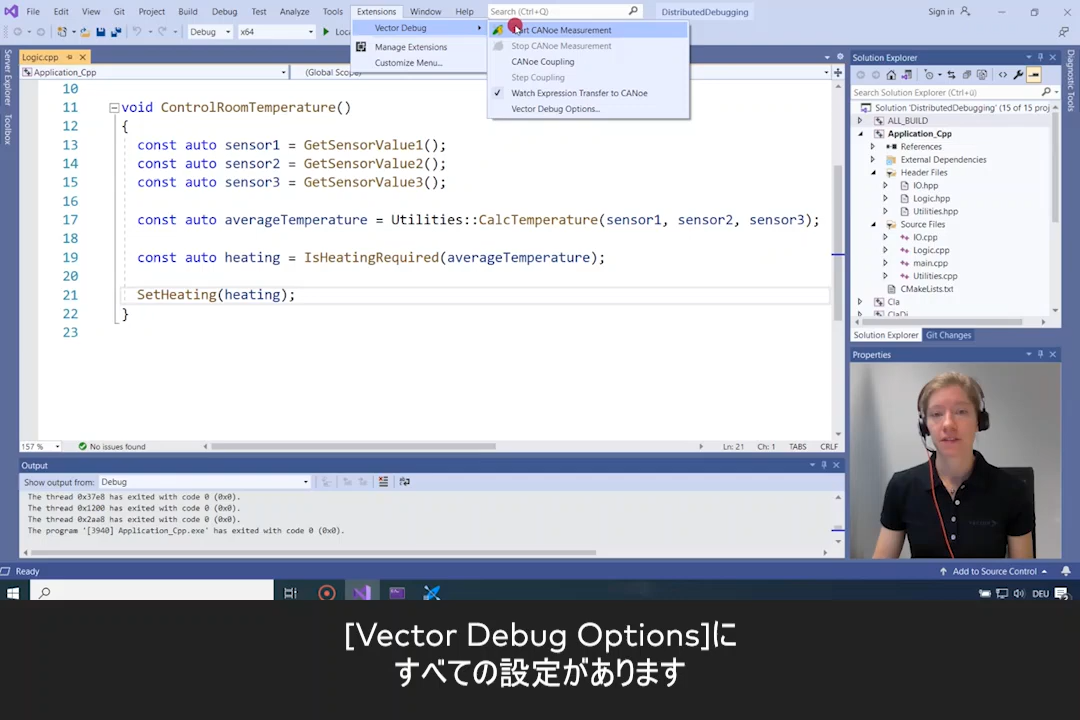 File Edit View Git Project Build Debug Test Analyze Tools Extensions Window Help Search (Ctrl+Q) DistributedDebugging Sign in
Debug x64
Vector Debug
Manage Extensions
Customize Menu...
Start CANoe Measurement
Stop CANoe Measurement
CANoe Coupling
Step Coupling
Watch Expression Transfer to CANoe
Vector Debug Options...
Server Explorer
Toolbox
Logic.cpp
Application_Cpp
(Global Scope)
10
11 void ControlRoomTemperature()
12 {
13 const auto sensor1 = GetSensorValue1();
14 const auto sensor2 = GetSensorValue2();
15 const auto sensor3 = GetSensorValue3();
16
17 const auto averageTemperature = Utilities::CalcTemperature(sensor1, sensor2, sensor3);
18
19 const auto heating = IsHeatingRequired(averageTemperature);
20
21 SetHeating(heating);
22 }
23
157 % No issues found Ln: 21 Ch: 1 TABS CRLF
Output
Show output from: Debug
The thread 0x37e8 has exited with code 0 (0x0).
The thread 0x1200 has exited with code 0 (0x0).
The thread 0x2aa8 has exited with code 0 (0x0).
The program '[3940] Application_Cpp.exe' has exited with code 0 (0x0).
Solution Explorer
Search Solution Explorer (Ctrl+ü)
Solution 'DistributedDebugging' (15 of 15 proj
ALL_BUILD
Application_Cpp
References
External Dependencies
Header Files
IO.hpp
Logic.hpp
Utilities.hpp
Source Files
IO.cpp
Logic.cpp
main.cpp
Utilities.cpp
CMakeLists.txt
Cla
Solution Explorer Git Changes
Properties
Diagnostic Tools
Ready
Add to Source Control
DEU
[Vector Debug Options]に
すべての設定があります